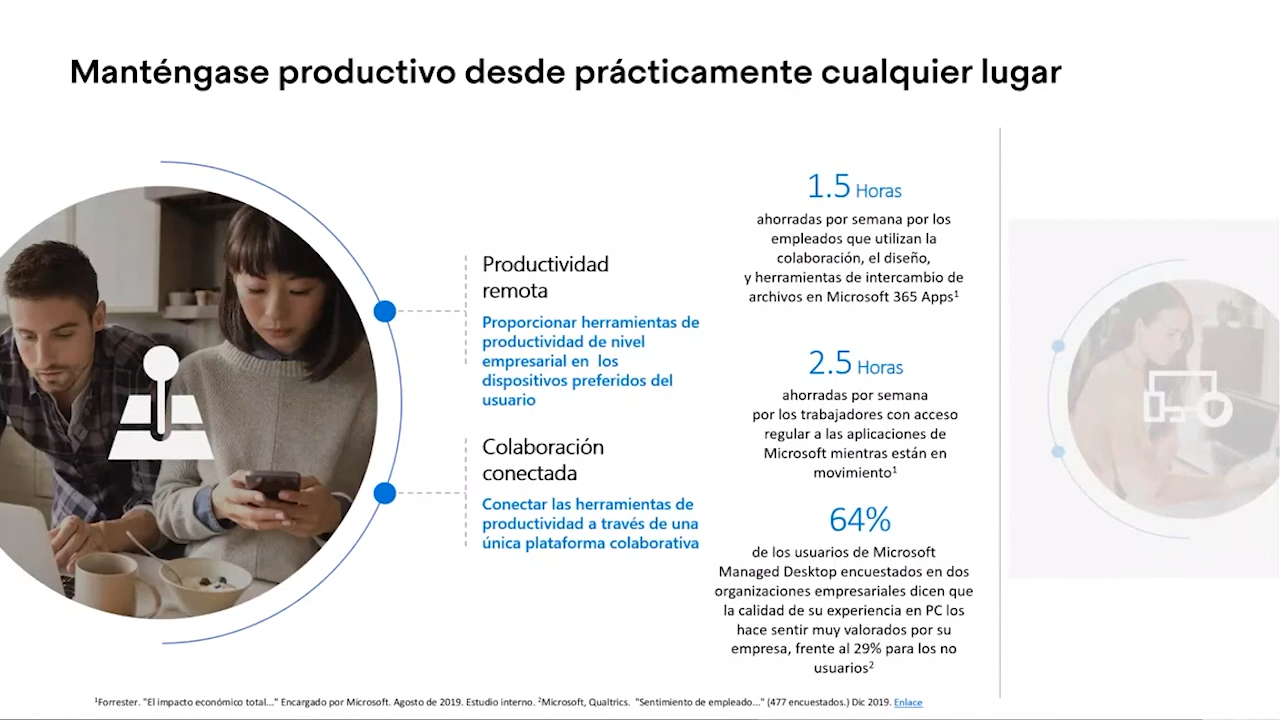 Manténgase productivo desde prácticamente cualquier lugar
Productividad
remota
Proporcionar herramientas de
productividad de nivel
empresarial en los
dispositivos preferidos del
usuario
Colaboración
conectada
Conectar las herramientas de
productividad a través de una
única plataforma colaborativa
1.5 Horas
ahorradas por semana por los
empleados que utilizan la
colaboración, el diseño,
y herramientas de intercambio de
archivos en Microsoft 365 Apps¹
2.5 Horas
ahorradas por semana
por los trabajadores con acceso
regular a las aplicaciones de
Microsoft mientras están en
movimiento¹
64%
de los usuarios de Microsoft
Managed Desktop encuestados en dos
organizaciones empresariales dicen que
la calidad de su experiencia en PC los
hace sentir muy valorados por su
empresa, frente al 29% para los no
usuarios²
¹Forrester. "El impacto económico total..." Encargado por Microsoft. Agosto de 2019. Estudio interno. ²Microsoft, Qualtrics. "Sentimiento de empleado..." (477 encuestados.) Dic 2019. Enlace